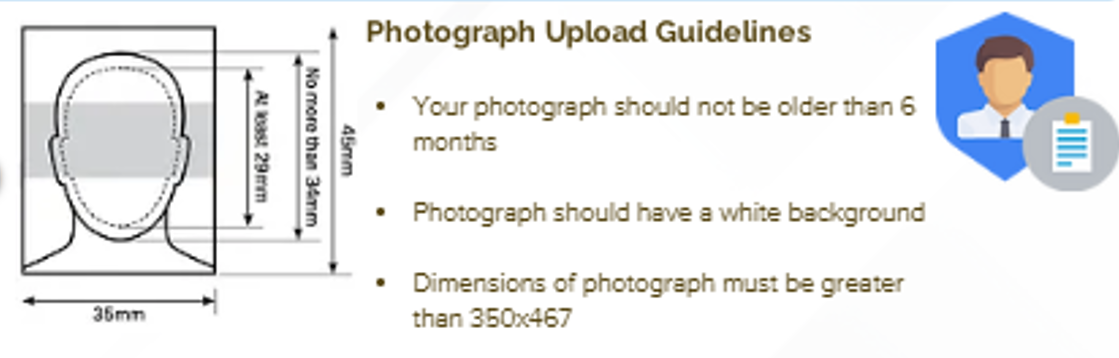 Photograph Upload Guidelines
• Your photograph should not be older than 6
months
• Photograph should have a white background
• Dimensions of photograph must be greater
than 350x467
At least 29mm
No more than 34mm
45mm
35mm